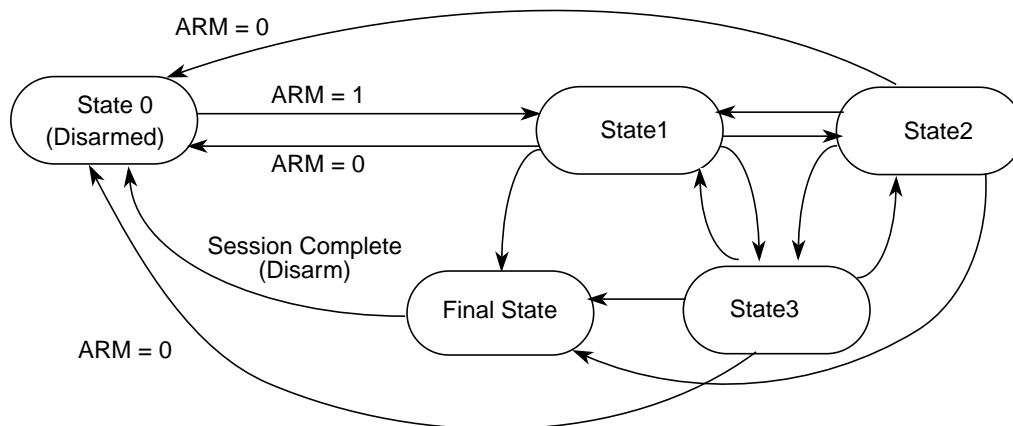 ARM = 0
State 0
(Disarmed)
ARM = 1
ARM = 0
State1
State2
Session Complete
(Disarm)
Final State
State3
ARM = 0